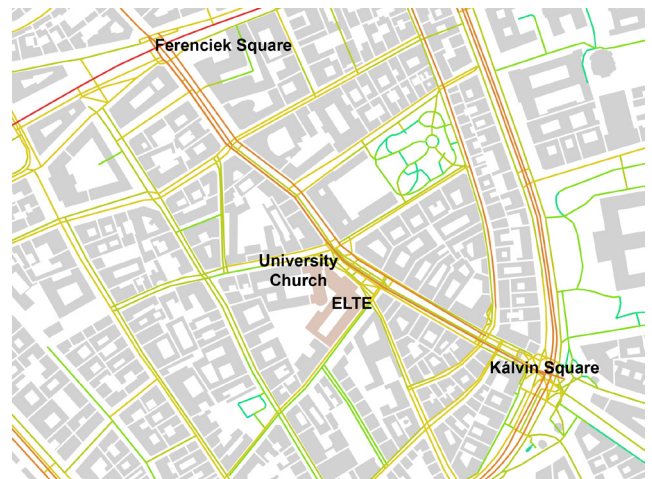 Ferenciek Square
University
Church
ELTE
Kálvin Square